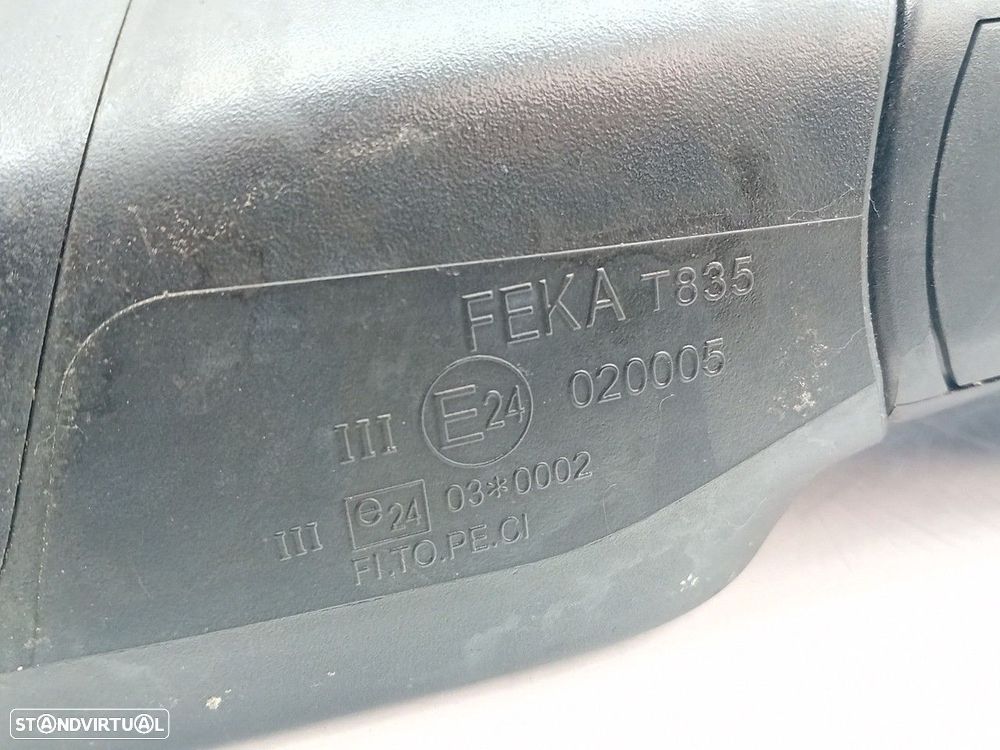 FEKA T835
III E24 020005
III e24 03*0002
FI.TO.PE.CI
STANDVIRTUAL